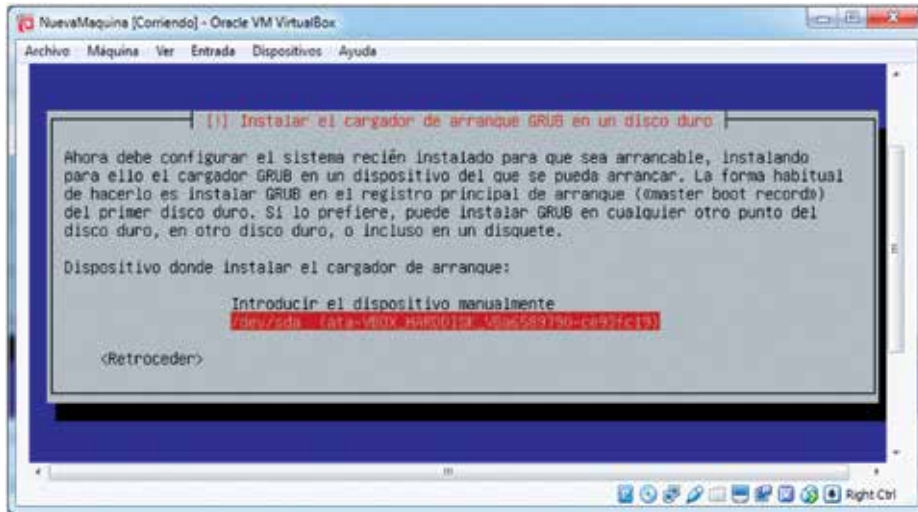 NuevaMaquina [Corriendo] - Oracle VM VirtualBox
Archivo Máquina Ver Entrada Dispositivos Ayuda
[!] Instalar el cargador de arranque GRUB en un disco duro
Ahora debe configurar el sistema recién instalado para que sea arrancable, instalando
para ello el cargador GRUB en un dispositivo del que se pueda arrancar. La forma habitual
de hacerlo es instalar GRUB en el registro principal de arranque («master boot record»)
del primer disco duro. Si lo prefiere, puede instalar GRUB en cualquier otro punto del
disco duro, en otro disco duro, o incluso en un disquete.
Dispositivo donde instalar el cargador de arranque:
Introducir el dispositivo manualmente
/dev/sda (ata-VBOX_HARDDISK
<Retroceder>
Right Ctrl